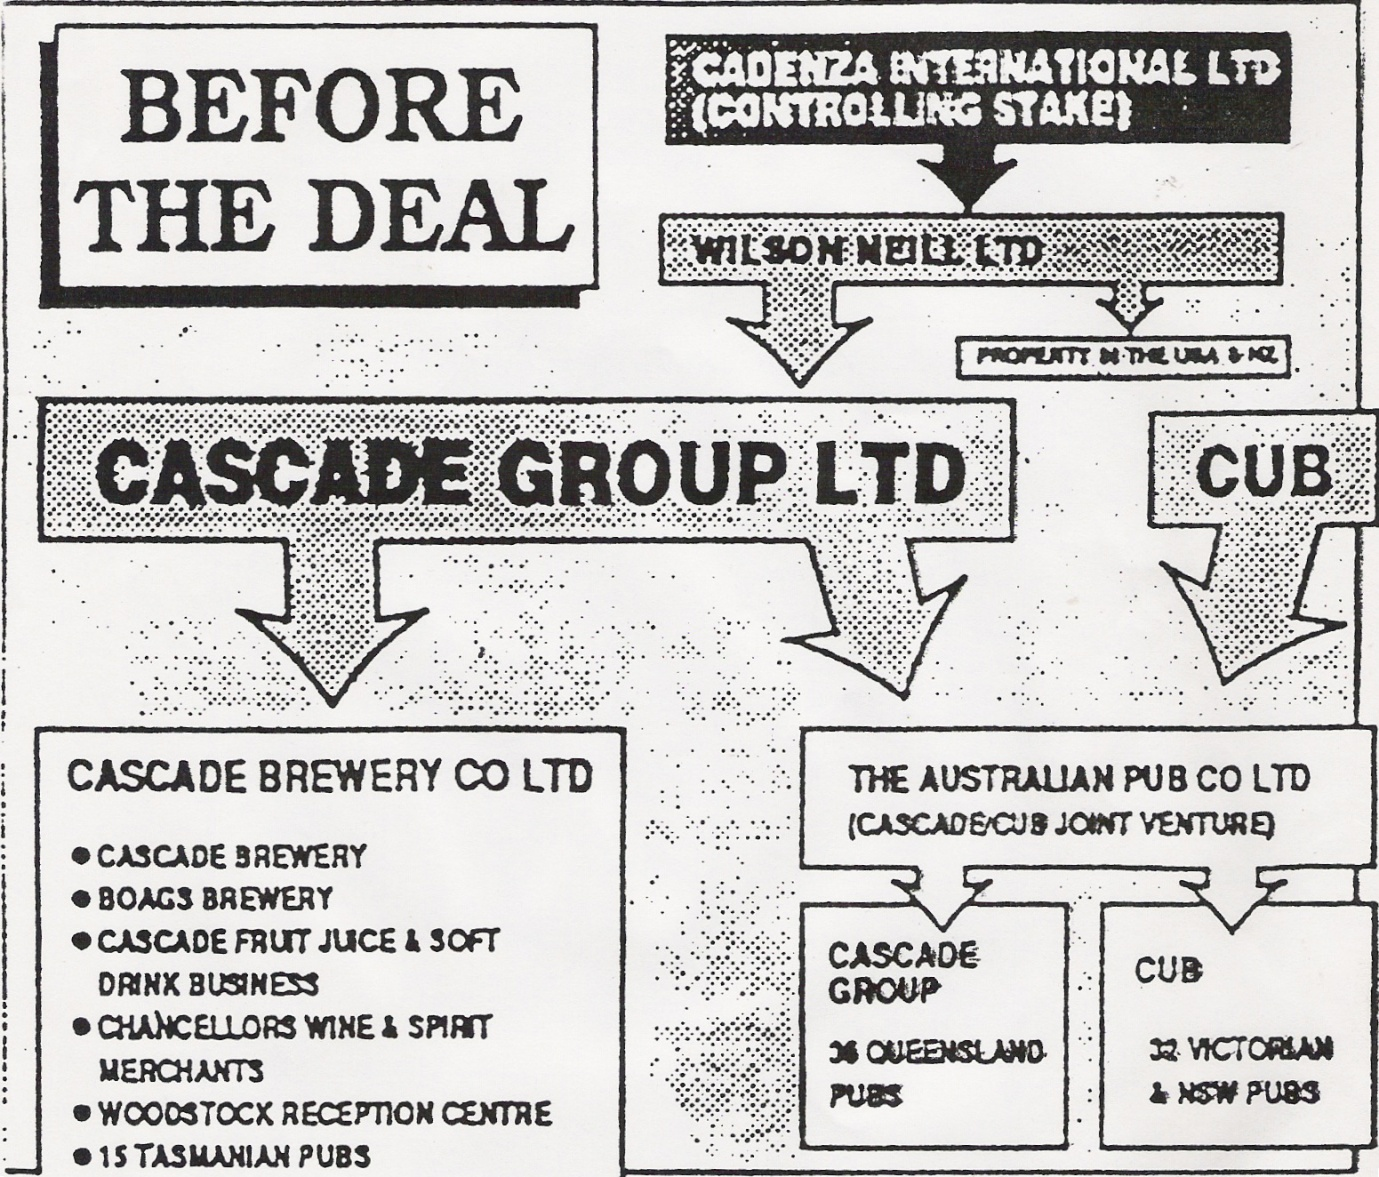 BEFORE
THE DEAL
CADENZA INTERNATIONAL LTD
(CONTROLLING STAKE)
WILSON NEILL LTD
PROPERTY IN THE USA & NZ
CASCADE GROUP LTD
CUB
CASCADE BREWERY CO LTD
● CASCADE BREWERY
● BOAGS BREWERY
● CASCADE FRUIT JUICE & SOFT
DRINK BUSINESS
● CHANCELLORS WINE & SPIRIT
MERCHANTS
● WOODSTOCK RECEPTION CENTRE
● 15 TASMANIAN PUBS
THE AUSTRALIAN PUB CO LTD
(CASCADE/CUB JOINT VENTURE)
CASCADE
GROUP
36 QUEENSLAND
PUBS
CUB
32 VICTORIAN
& NSW PUBS